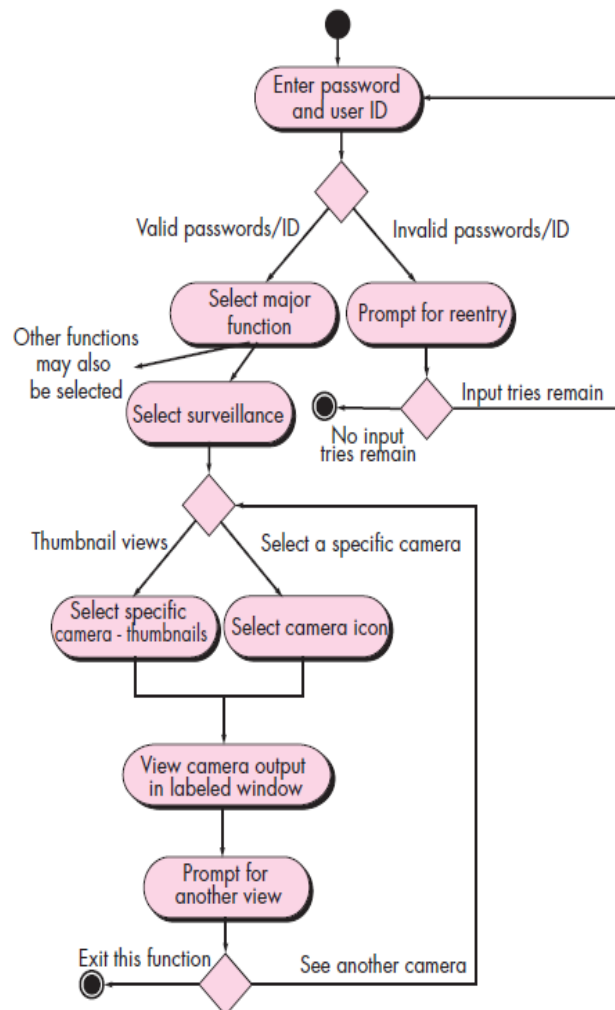 Enter password
and user ID
Valid passwords/ID
Invalid passwords/ID
Select major
function
Prompt for reentry
Other functions
may also
be selected
Input tries remain
Select surveillance
No input
tries remain
Thumbnail views
Select a specific camera
Select specific
camera - thumbnails
Select camera icon
View camera output
in labeled window
Prompt for
another view
Exit this function
See another camera